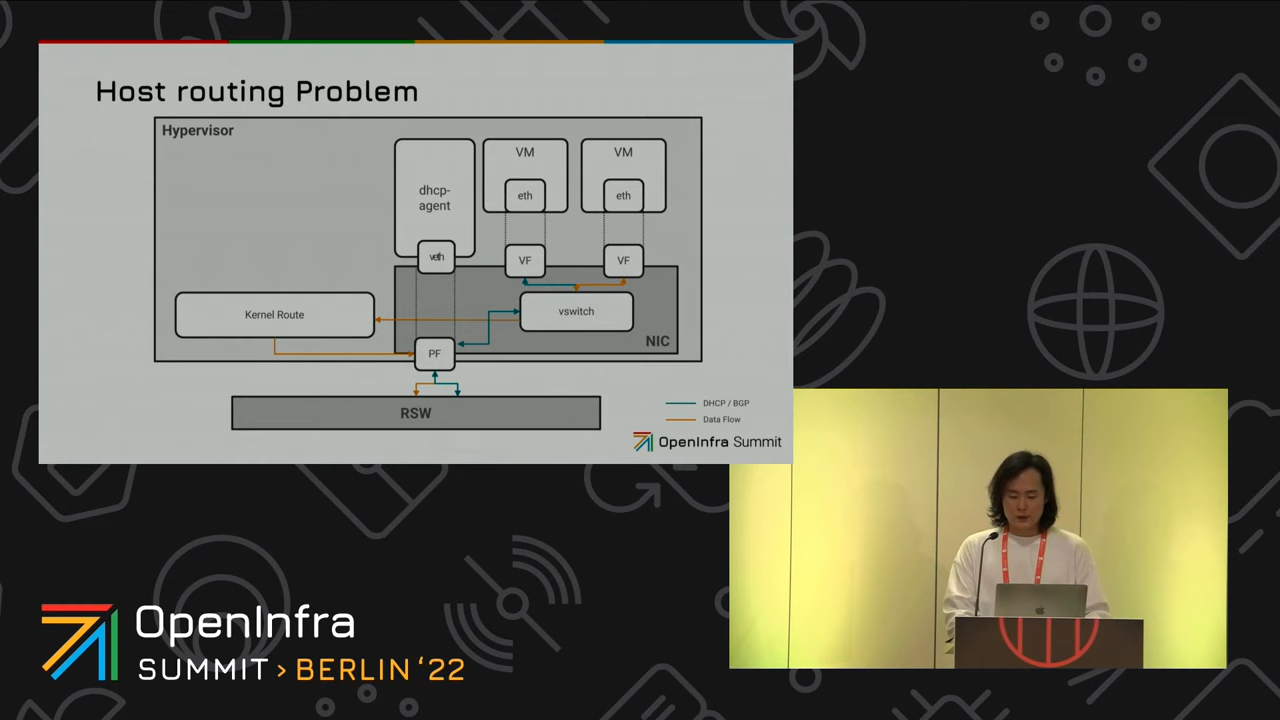 Host routing Problem
Hypervisor
dhcp-
agent
VM
VM
eth
eth
veth
VF
VF
Kernel Route
vswitch
NIC
PF
RSW
DHCP / BGP
Data Flow
OpenInfra Summit
OpenInfra
SUMMIT > BERLIN ‘22